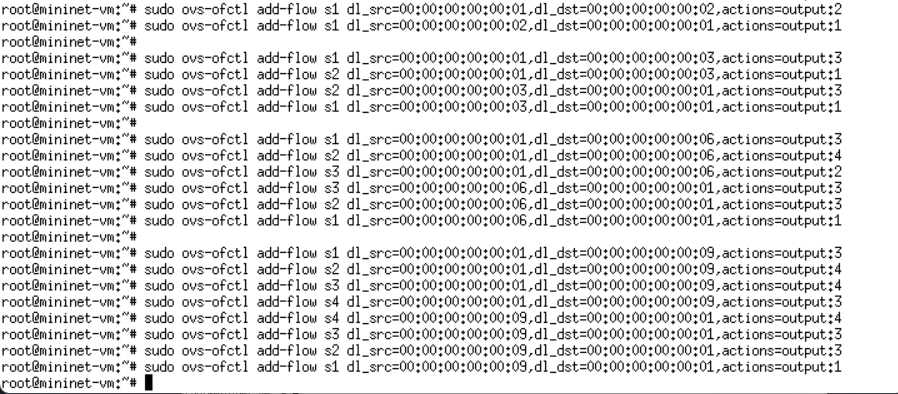 root@mininet-vm:~# sudo ovs-ofctl add-flow s1 dl_src=00:00:00:00:00:01,dl_dst=00:00:00:00:00:02,actions=output:2
root@mininet-vm:~# sudo ovs-ofctl add-flow s1 dl_src=00:00:00:00:00:02,dl_dst=00:00:00:00:00:01,actions=output:1
root@mininet-vm:~#
root@mininet-vm:~# sudo ovs-ofctl add-flow s1 dl_src=00:00:00:00:00:01,dl_dst=00:00:00:00:00:03,actions=output:3
root@mininet-vm:~# sudo ovs-ofctl add-flow s2 dl_src=00:00:00:00:00:01,dl_dst=00:00:00:00:00:03,actions=output:1
root@mininet-vm:~# sudo ovs-ofctl add-flow s2 dl_src=00:00:00:00:00:03,dl_dst=00:00:00:00:00:01,actions=output:3
root@mininet-vm:~# sudo ovs-ofctl add-flow s1 dl_src=00:00:00:00:00:03,dl_dst=00:00:00:00:00:01,actions=output:1
root@mininet-vm:~#
root@mininet-vm:~# sudo ovs-ofctl add-flow s1 dl_src=00:00:00:00:00:01,dl_dst=00:00:00:00:00:06,actions=output:3
root@mininet-vm:~# sudo ovs-ofctl add-flow s2 dl_src=00:00:00:00:00:01,dl_dst=00:00:00:00:00:06,actions=output:4
root@mininet-vm:~# sudo ovs-ofctl add-flow s3 dl_src=00:00:00:00:00:01,dl_dst=00:00:00:00:00:06,actions=output:2
root@mininet-vm:~# sudo ovs-ofctl add-flow s3 dl_src=00:00:00:00:00:06,dl_dst=00:00:00:00:00:01,actions=output:3
root@mininet-vm:~# sudo ovs-ofctl add-flow s2 dl_src=00:00:00:00:00:06,dl_dst=00:00:00:00:00:01,actions=output:3
root@mininet-vm:~# sudo ovs-ofctl add-flow s1 dl_src=00:00:00:00:00:06,dl_dst=00:00:00:00:00:01,actions=output:1
root@mininet-vm:~#
root@mininet-vm:~# sudo ovs-ofctl add-flow s1 dl_src=00:00:00:00:00:01,dl_dst=00:00:00:00:00:09,actions=output:3
root@mininet-vm:~# sudo ovs-ofctl add-flow s2 dl_src=00:00:00:00:00:01,dl_dst=00:00:00:00:00:09,actions=output:4
root@mininet-vm:~# sudo ovs-ofctl add-flow s3 dl_src=00:00:00:00:00:01,dl_dst=00:00:00:00:00:09,actions=output:4
root@mininet-vm:~# sudo ovs-ofctl add-flow s4 dl_src=00:00:00:00:00:01,dl_dst=00:00:00:00:00:09,actions=output:3
root@mininet-vm:~# sudo ovs-ofctl add-flow s4 dl_src=00:00:00:00:00:09,dl_dst=00:00:00:00:00:01,actions=output:4
root@mininet-vm:~# sudo ovs-ofctl add-flow s3 dl_src=00:00:00:00:00:09,dl_dst=00:00:00:00:00:01,actions=output:3
root@mininet-vm:~# sudo ovs-ofctl add-flow s2 dl_src=00:00:00:00:00:09,dl_dst=00:00:00:00:00:01,actions=output:3
root@mininet-vm:~# sudo ovs-ofctl add-flow s1 dl_src=00:00:00:00:00:09,dl_dst=00:00:00:00:00:01,actions=output:1
root@mininet-vm:~#